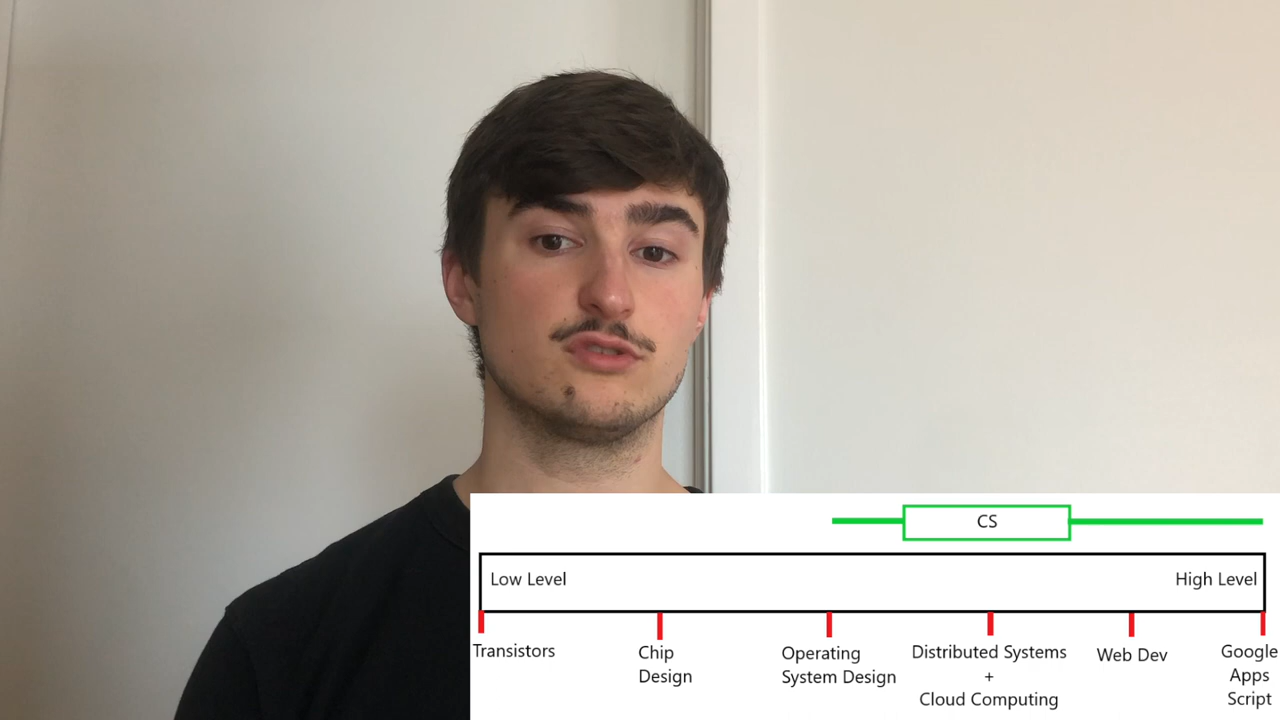 CS
Low Level
High Level
Transistors
Chip
Design
Operating
System Design
Distributed Systems
+
Cloud Computing
Web Dev
Google
Apps
Script